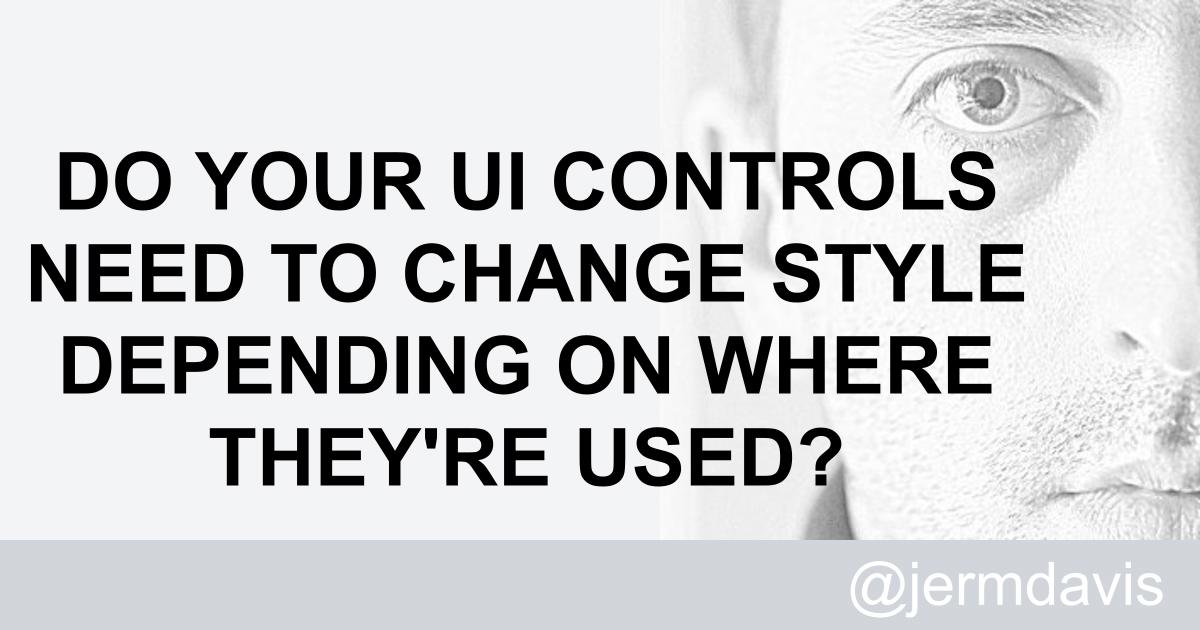 DO YOUR UI CONTROLS
NEED TO CHANGE STYLE
DEPENDING ON WHERE
THEY'RE USED?
@jermdavis